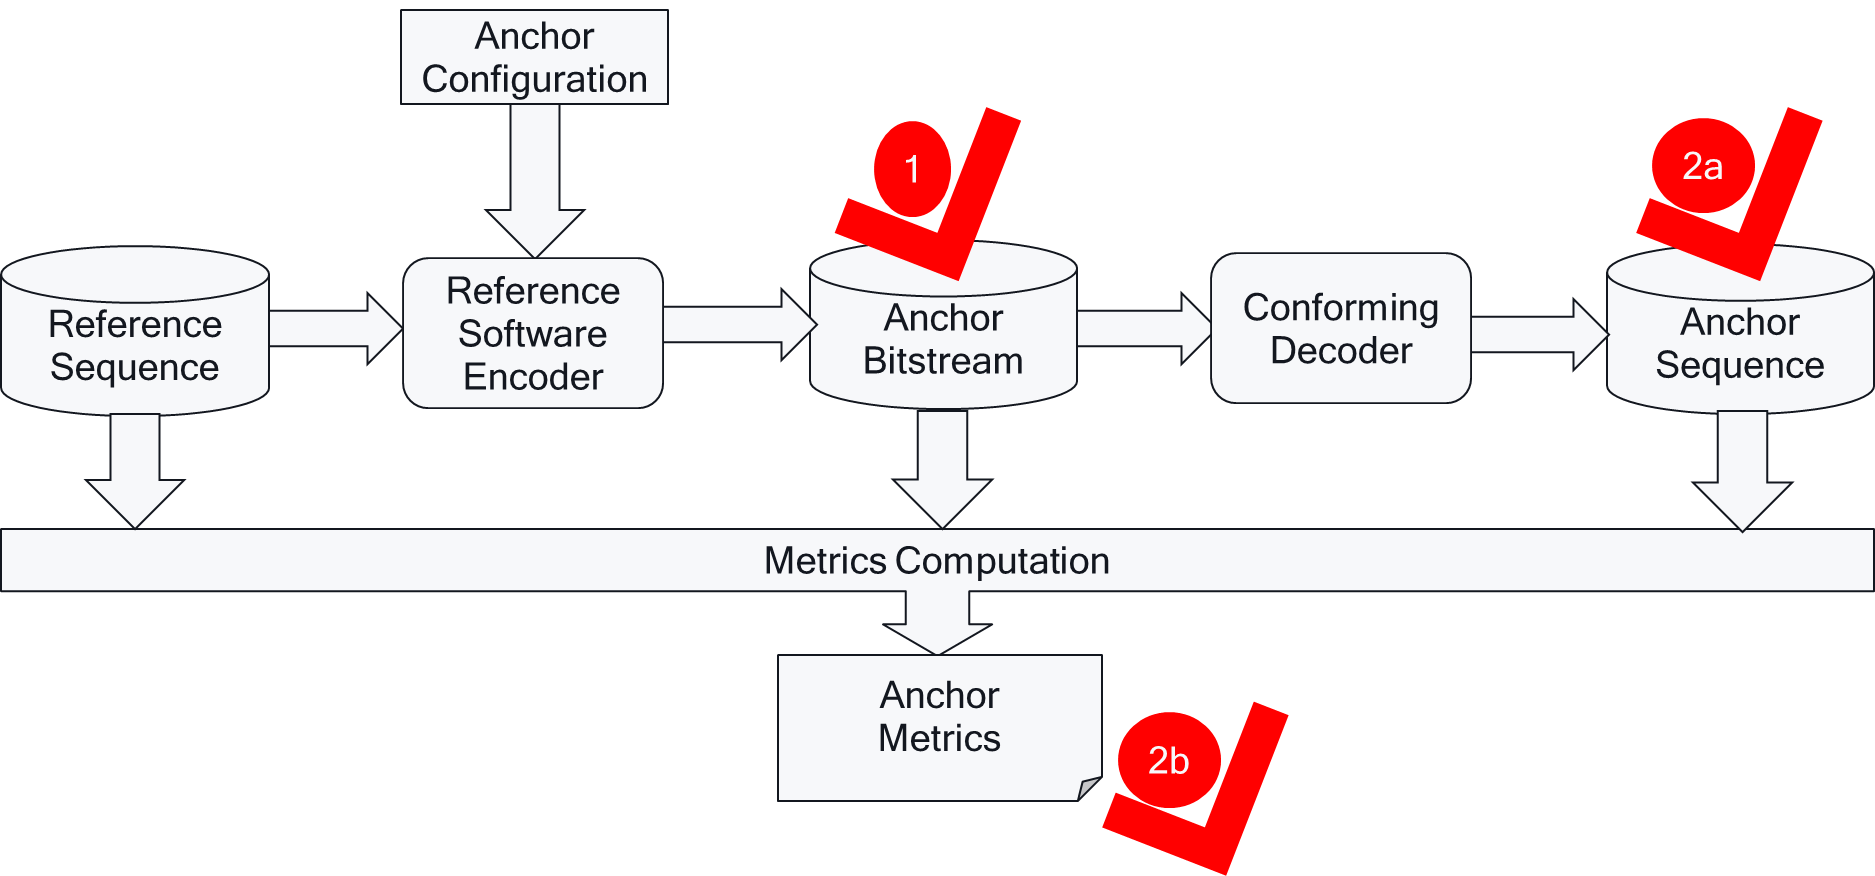 Anchor
Configuration
1
2a
Reference
Sequence
Reference
Software
Encoder
Anchor
Bitstream
Conforming
Decoder
Anchor
Sequence
Metrics Computation
Anchor
Metrics
2b